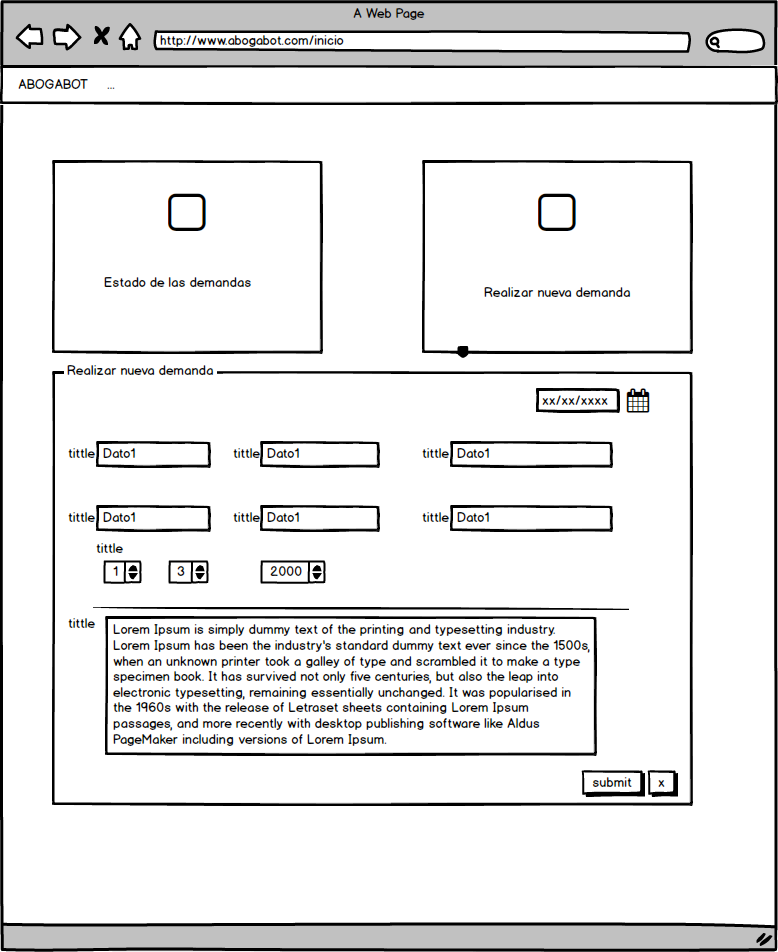 A Web Page
http://www.abogabot.com/inicio
ABOGABOT ...
Estado de las demandas
Realizar nueva demanda
Realizar nueva demanda
xx/xx/xxxx
tittle Dato1 tittle Dato1 tittle Dato1
tittle Dato1 tittle Dato1 tittle Dato1
tittle
1 3 2000
tittle
Lorem Ipsum is simply dummy text of the printing and typesetting industry.
Lorem Ipsum has been the industry's standard dummy text ever since the 1500s,
when an unknown printer took a galley of type and scrambled it to make a type
specimen book. It has survived not only five centuries, but also the leap into
electronic typesetting, remaining essentially unchanged. It was popularised in
the 1960s with the release of Letraset sheets containing Lorem Ipsum
passages, and more recently with desktop publishing software like Aldus
PageMaker including versions of Lorem Ipsum.
submit x